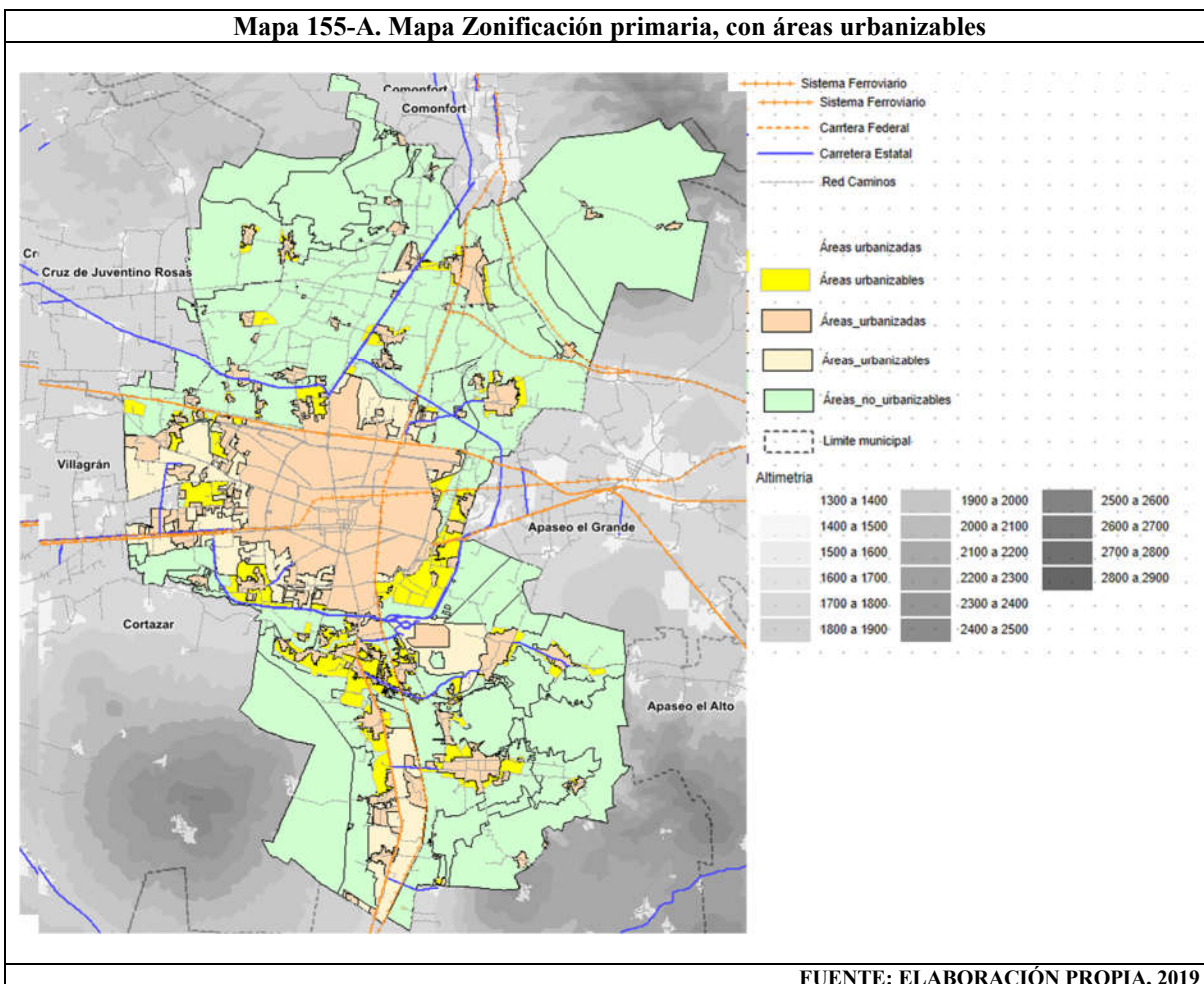 Mapa 155-A. Mapa Zonificación primaria, con áreas urbanizables
Comonfort
Comonfort
Cr
Cruz de Juventino Rosas
Villagrán
Apaseo el Grande
Cortazar
Apaseo el Alto
Sistema Ferroviario
Sistema Ferroviario
Carrtera Federal
Carretera Estatal
Red Caminos
Áreas urbanizadas
Áreas urbanizables
Áreas_urbanizadas
Áreas_urbanizables
Áreas_no_urbanizables
Limite municipal
Altimetria
1300 a 1400
1400 a 1500
1500 a 1600
1600 a 1700
1700 a 1800
1800 a 1900
1900 a 2000
2000 a 2100
2100 a 2200
2200 a 2300
2300 a 2400
2400 a 2500
2500 a 2600
2600 a 2700
2700 a 2800
2800 a 2900
FUENTE: ELABORACIÓN PROPIA, 2019